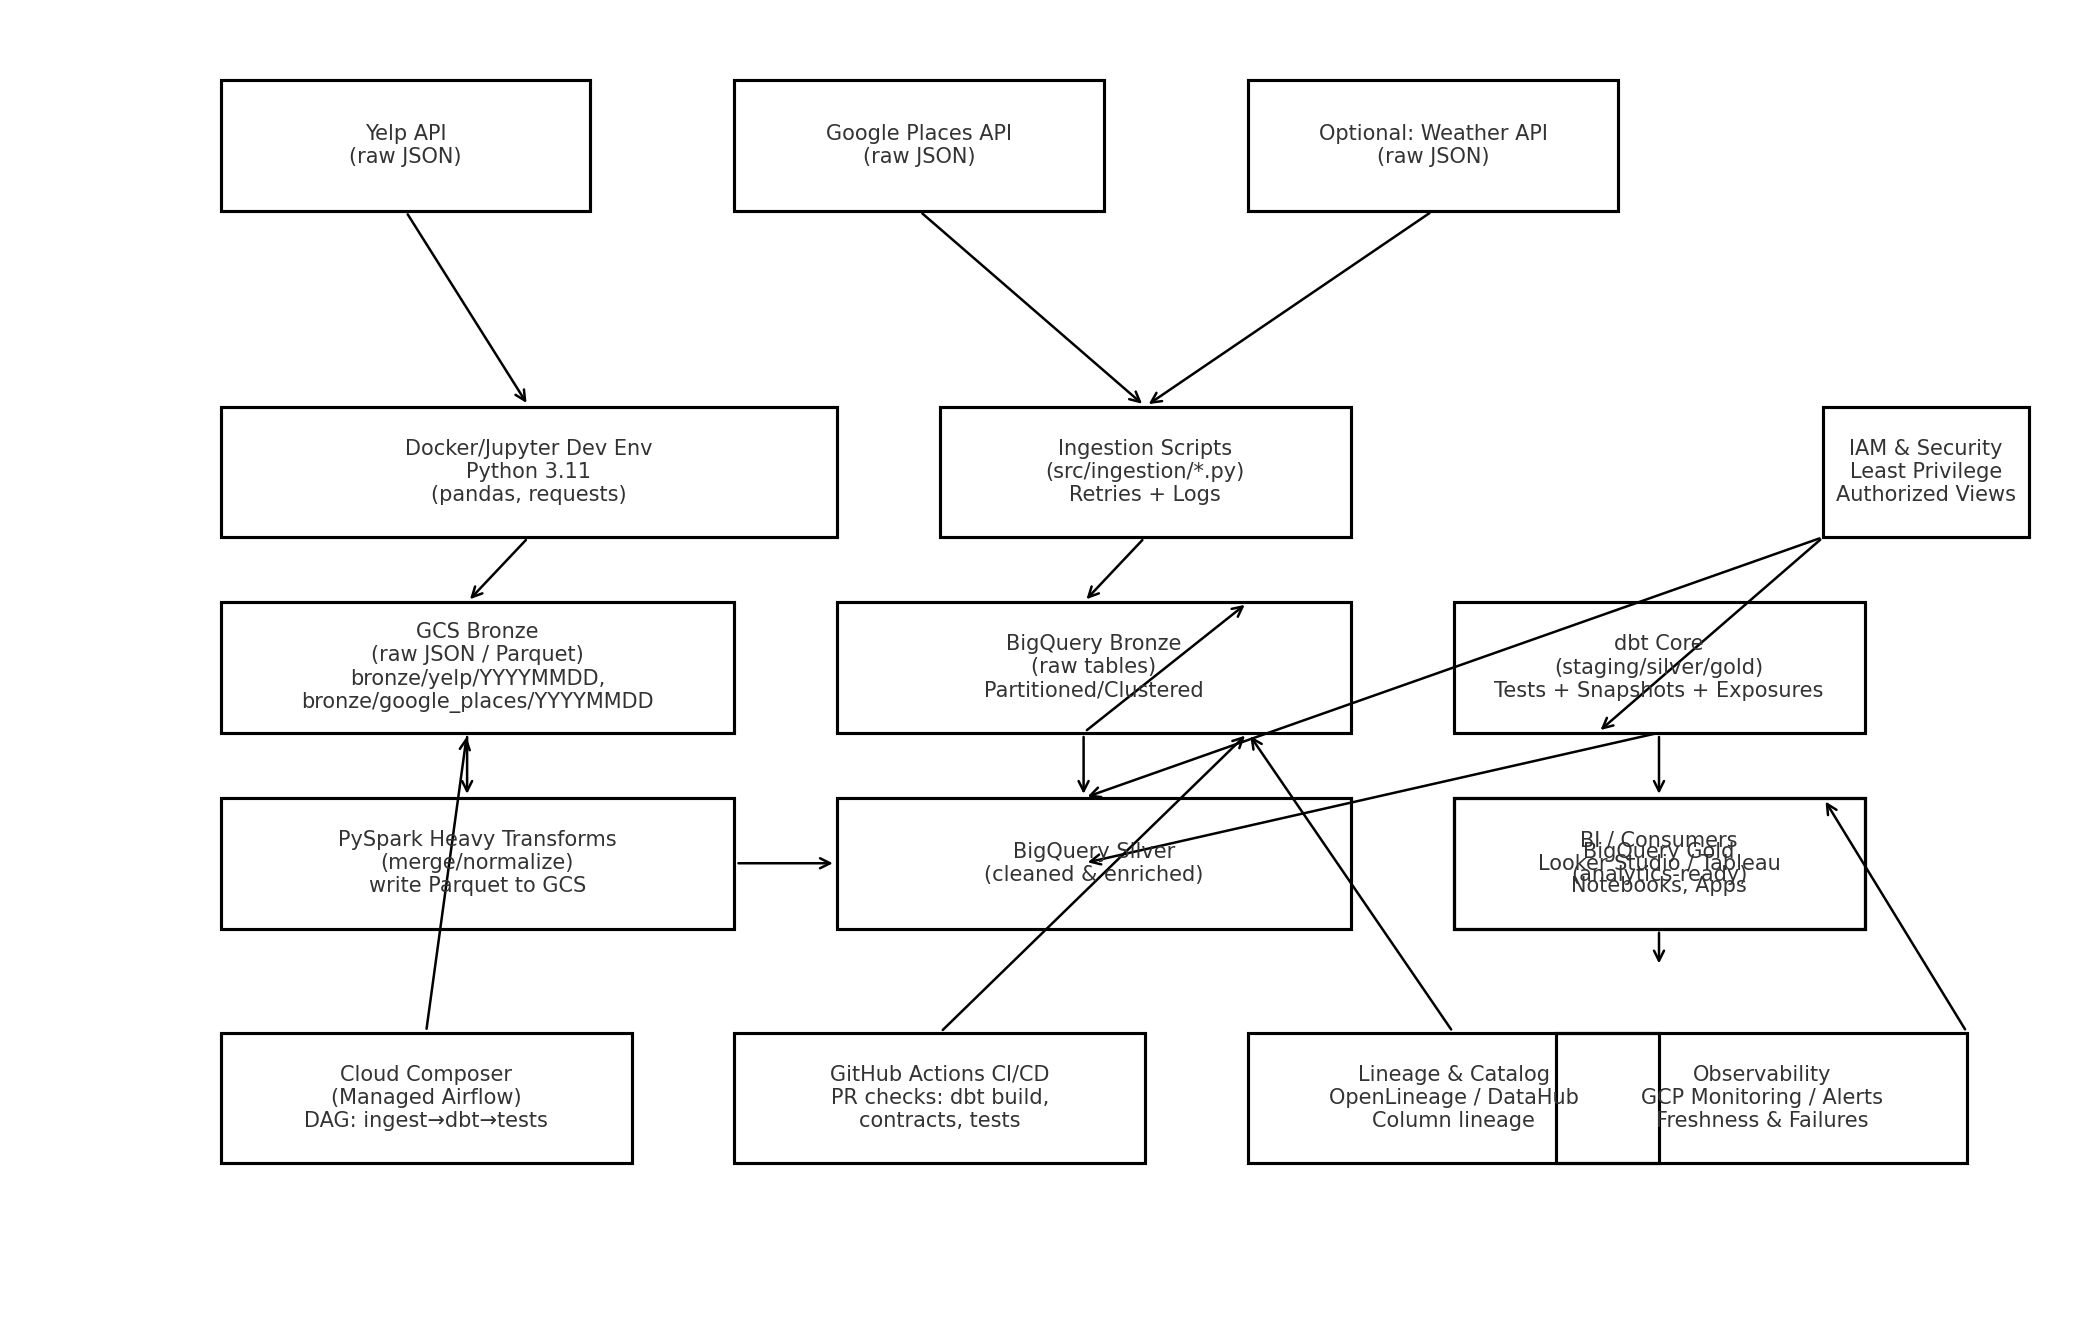 Yelp API
(raw JSON)
Google Places API
(raw JSON)
Optional: Weather API
(raw JSON)
Docker/Jupyter Dev Env
Python 3.11
(pandas, requests)
Ingestion Scripts
(src/ingestion/*.py)
Retries + Logs
IAM & Security
Least Privilege
Authorized Views
GCS Bronze
(raw JSON / Parquet)
bronze/yelp/YYYYMMDD,
bronze/google_places/YYYYMMDD
BigQuery Bronze
(raw tables)
Partitioned/Clustered
dbt Core
(staging/silver/gold)
Tests + Snapshots + Exposures
PySpark Heavy Transforms
(merge/normalize)
write Parquet to GCS
BigQuery Silver
(cleaned & enriched)
BI / Consumers
Looker Studio / Tableau
Notebooks, Apps
BigQuery Gold
(analytics-ready)
Cloud Composer
(Managed Airflow)
DAG: ingest→dbt→tests
GitHub Actions CI/CD
PR checks: dbt build,
contracts, tests
Lineage & Catalog
OpenLineage / DataHub
Column lineage
Observability
GCP Monitoring / Alerts
Freshness & Failures